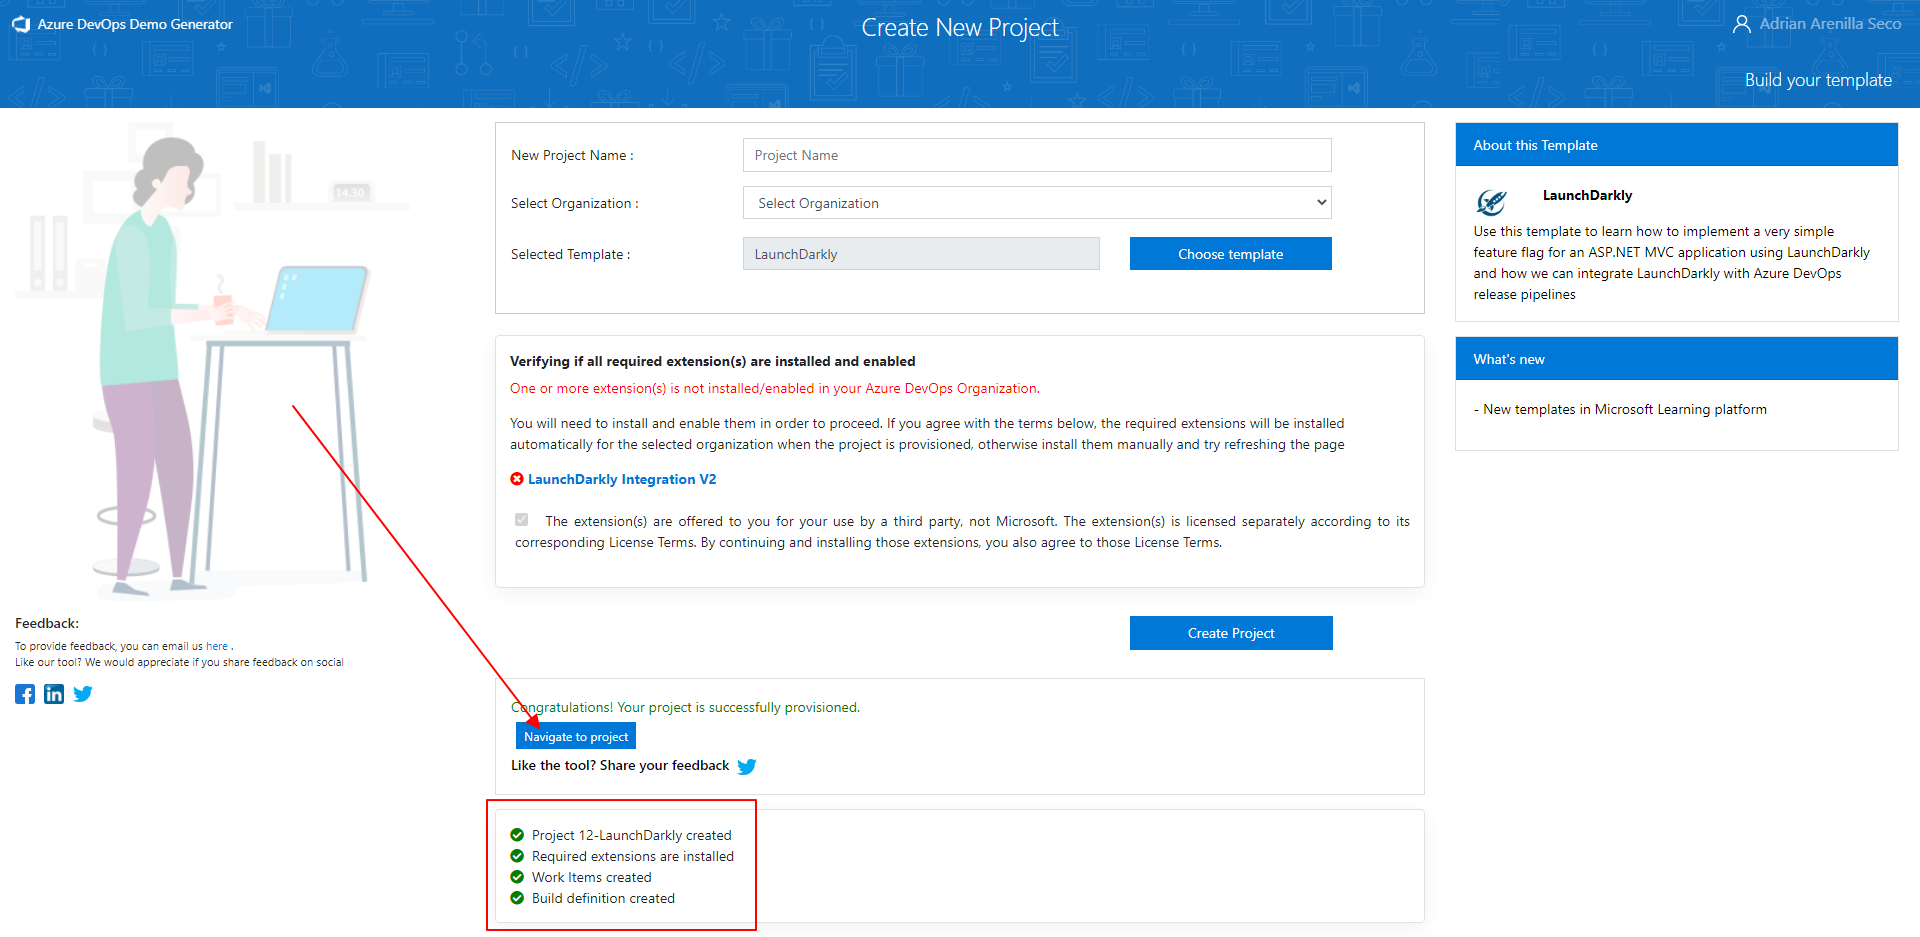 Azure DevOps Demo Generator
Create New Project
Adrian Arenilla Seco
Build your template
14.30
New Project Name :
Project Name
Select Organization :
Select Organization
Selected Template :
LaunchDarkly
Choose template
Verifying if all required extension(s) are installed and enabled
One or more extension(s) is not installed/enabled in your Azure DevOps Organization.
You will need to install and enable them in order to proceed. If you agree with the terms below, the required extensions will be installed
automatically for the selected organization when the project is provisioned, otherwise install them manually and try refreshing the page
LaunchDarkly Integration V2
The extension(s) are offered to you for your use by a third party, not Microsoft. The extension(s) is licensed separately according to its
corresponding License Terms. By continuing and installing those extensions, you also agree to those License Terms.
Create Project
Congratulations! Your project is successfully provisioned.
Navigate to project
Like the tool? Share your feedback
Project 12-LaunchDarkly created
Required extensions are installed
Work Items created
Build definition created
About this Template
LaunchDarkly
Use this template to learn how to implement a very simple
feature flag for an ASP.NET MVC application using LaunchDarkly
and how we can integrate LaunchDarkly with Azure DevOps
release pipelines
What's new
- New templates in Microsoft Learning platform
Feedback:
To provide feedback, you can email us here .
Like our tool? We would appreciate if you share feedback on social